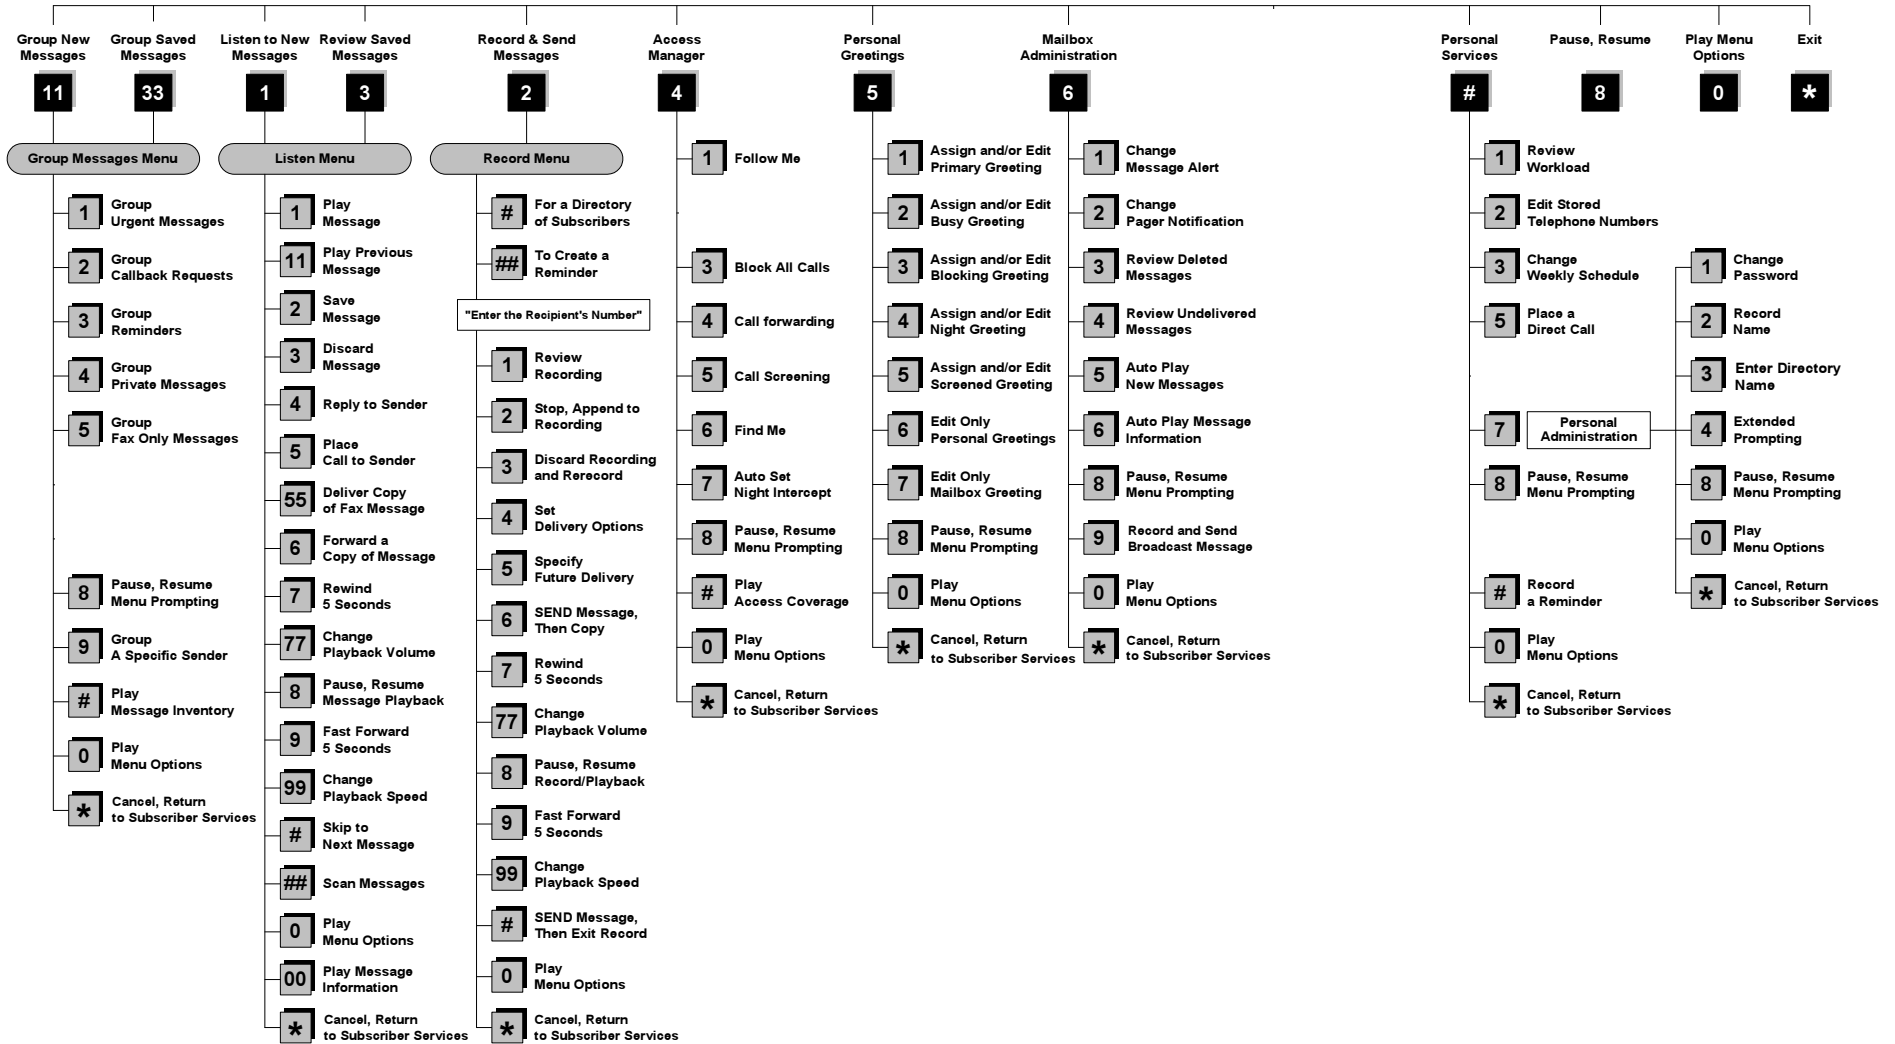 Group New
Messages
11
Group Saved
Messages
33
Listen to New
Messages
1
Review Saved
Messages
3
Record & Send
Messages
2
Access
Manager
4
Personal
Greetings
5
Mailbox
Administration
6
Personal
Services
#
Pause, Resume
8
Play Menu
Options
0
Exit
*
Group Messages Menu
1
Group
Urgent Messages
2
Group
Callback Requests
3
Group
Reminders
4
Group
Private Messages
5
Group
Fax Only Messages
8
Pause, Resume
Menu Prompting
9
Group
A Specific Sender
#
Play
Message Inventory
0
Play
Menu Options
*
Cancel, Return
to Subscriber Services
Listen Menu
1
Play
Message
11
Play Previous
Message
2
Save
Message
3
Discard
Message
4
Reply to Sender
5
Place
Call to Sender
55
Deliver Copy
of Fax Message
6
Forward a
Copy of Message
7
Rewind
5 Seconds
77
Change
Playback Volume
8
Pause, Resume
Message Playback
9
Fast Forward
5 Seconds
99
Change
Playback Speed
#
Skip to
Next Message
##
Scan Messages
0
Play
Menu Options
00
Play Message
Information
*
Cancel, Return
to Subscriber Services
Record Menu
#
For a Directory
of Subscribers
##
To Create a
Reminder
"Enter the Recipient's Number"
1
Review
Recording
2
Stop, Append to
Recording
3
Discard Recording
and Rerecord
4
Set
Delivery Options
5
Specify
Future Delivery
6
SEND Message,
Then Copy
7
Rewind
5 Seconds
77
Change
Playback Volume
8
Pause, Resume
Record/Playback
9
Fast Forward
5 Seconds
99
Change
Playback Speed
#
SEND Message,
Then Exit Record
0
Play
Menu Options
*
Cancel, Return
to Subscriber Services
1
Follow Me
3
Block All Calls
4
Call forwarding
5
Call Screening
6
Find Me
7
Auto Set
Night Intercept
8
Pause, Resume
Menu Prompting
#
Play
Access Coverage
0
Play
Menu Options
*
Cancel, Return
to Subscriber Services
1
Assign and/or Edit
Primary Greeting
2
Assign and/or Edit
Busy Greeting
3
Assign and/or Edit
Blocking Greeting
4
Assign and/or Edit
Night Greeting
5
Assign and/or Edit
Screened Greeting
6
Edit Only
Personal Greetings
7
Edit Only
Mailbox Greeting
8
Pause, Resume
Menu Prompting
0
Play
Menu Options
*
Cancel, Return
to Subscriber Services
1
Change
Message Alert
2
Change
Pager Notification
3
Review Deleted
Messages
4
Review Undelivered
Messages
5
Auto Play
New Messages
6
Auto Play Message
Information
8
Pause, Resume
Menu Prompting
9
Record and Send
Broadcast Message
0
Play
Menu Options
*
Cancel, Return
to Subscriber Services
1
Review
Workload
2
Edit Stored
Telephone Numbers
3
Change
Weekly Schedule
5
Place a
Direct Call
7
Personal
Administration
8
Pause, Resume
Menu Prompting
#
Record
a Reminder
0
Play
Menu Options
*
Cancel, Return
to Subscriber Services
1
Change
Password
2
Record
Name
3
Enter Directory
Name
4
Extended
Prompting
8
Pause, Resume
Menu Prompting
0
Play
Menu Options
*
Cancel, Return
to Subscriber Services